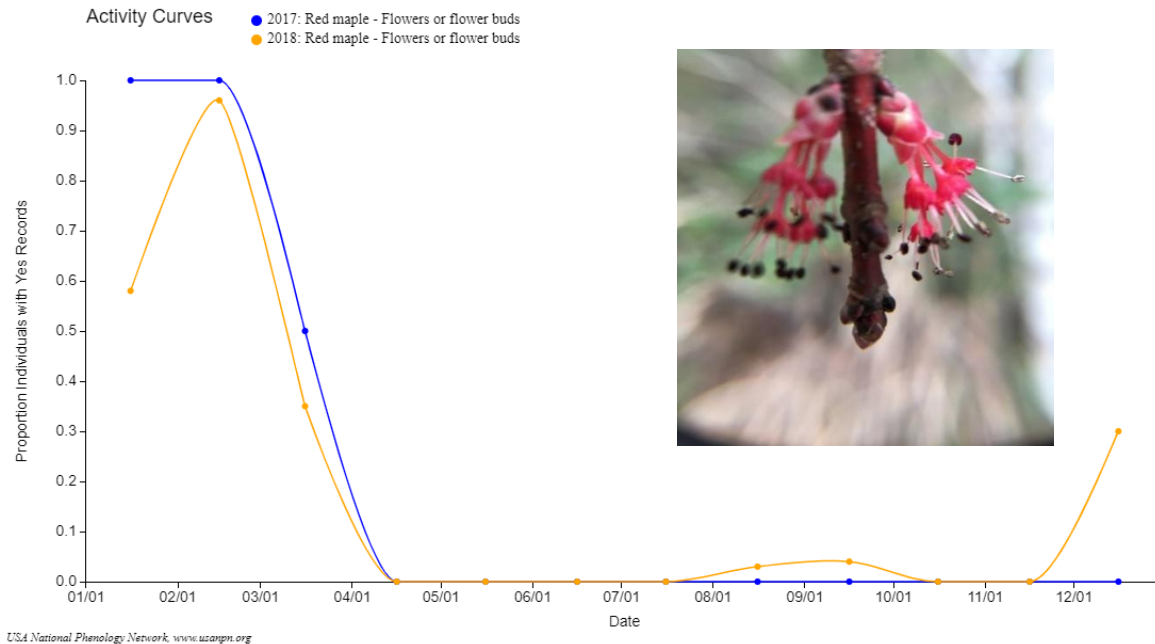 Activity Curves
2017: Red maple - Flowers or flower buds
2018: Red maple - Flowers or flower buds
Proportion Individuals with Yes Records
1.0
0.9
0.8
0.7
0.6
0.5
0.4
0.3
0.2
0.1
0.0
01/01 02/01 03/01 04/01 05/01 06/01 07/01 08/01 09/01 10/01 11/01 12/01
Date
USA National Phenology Network, www.usanpn.org